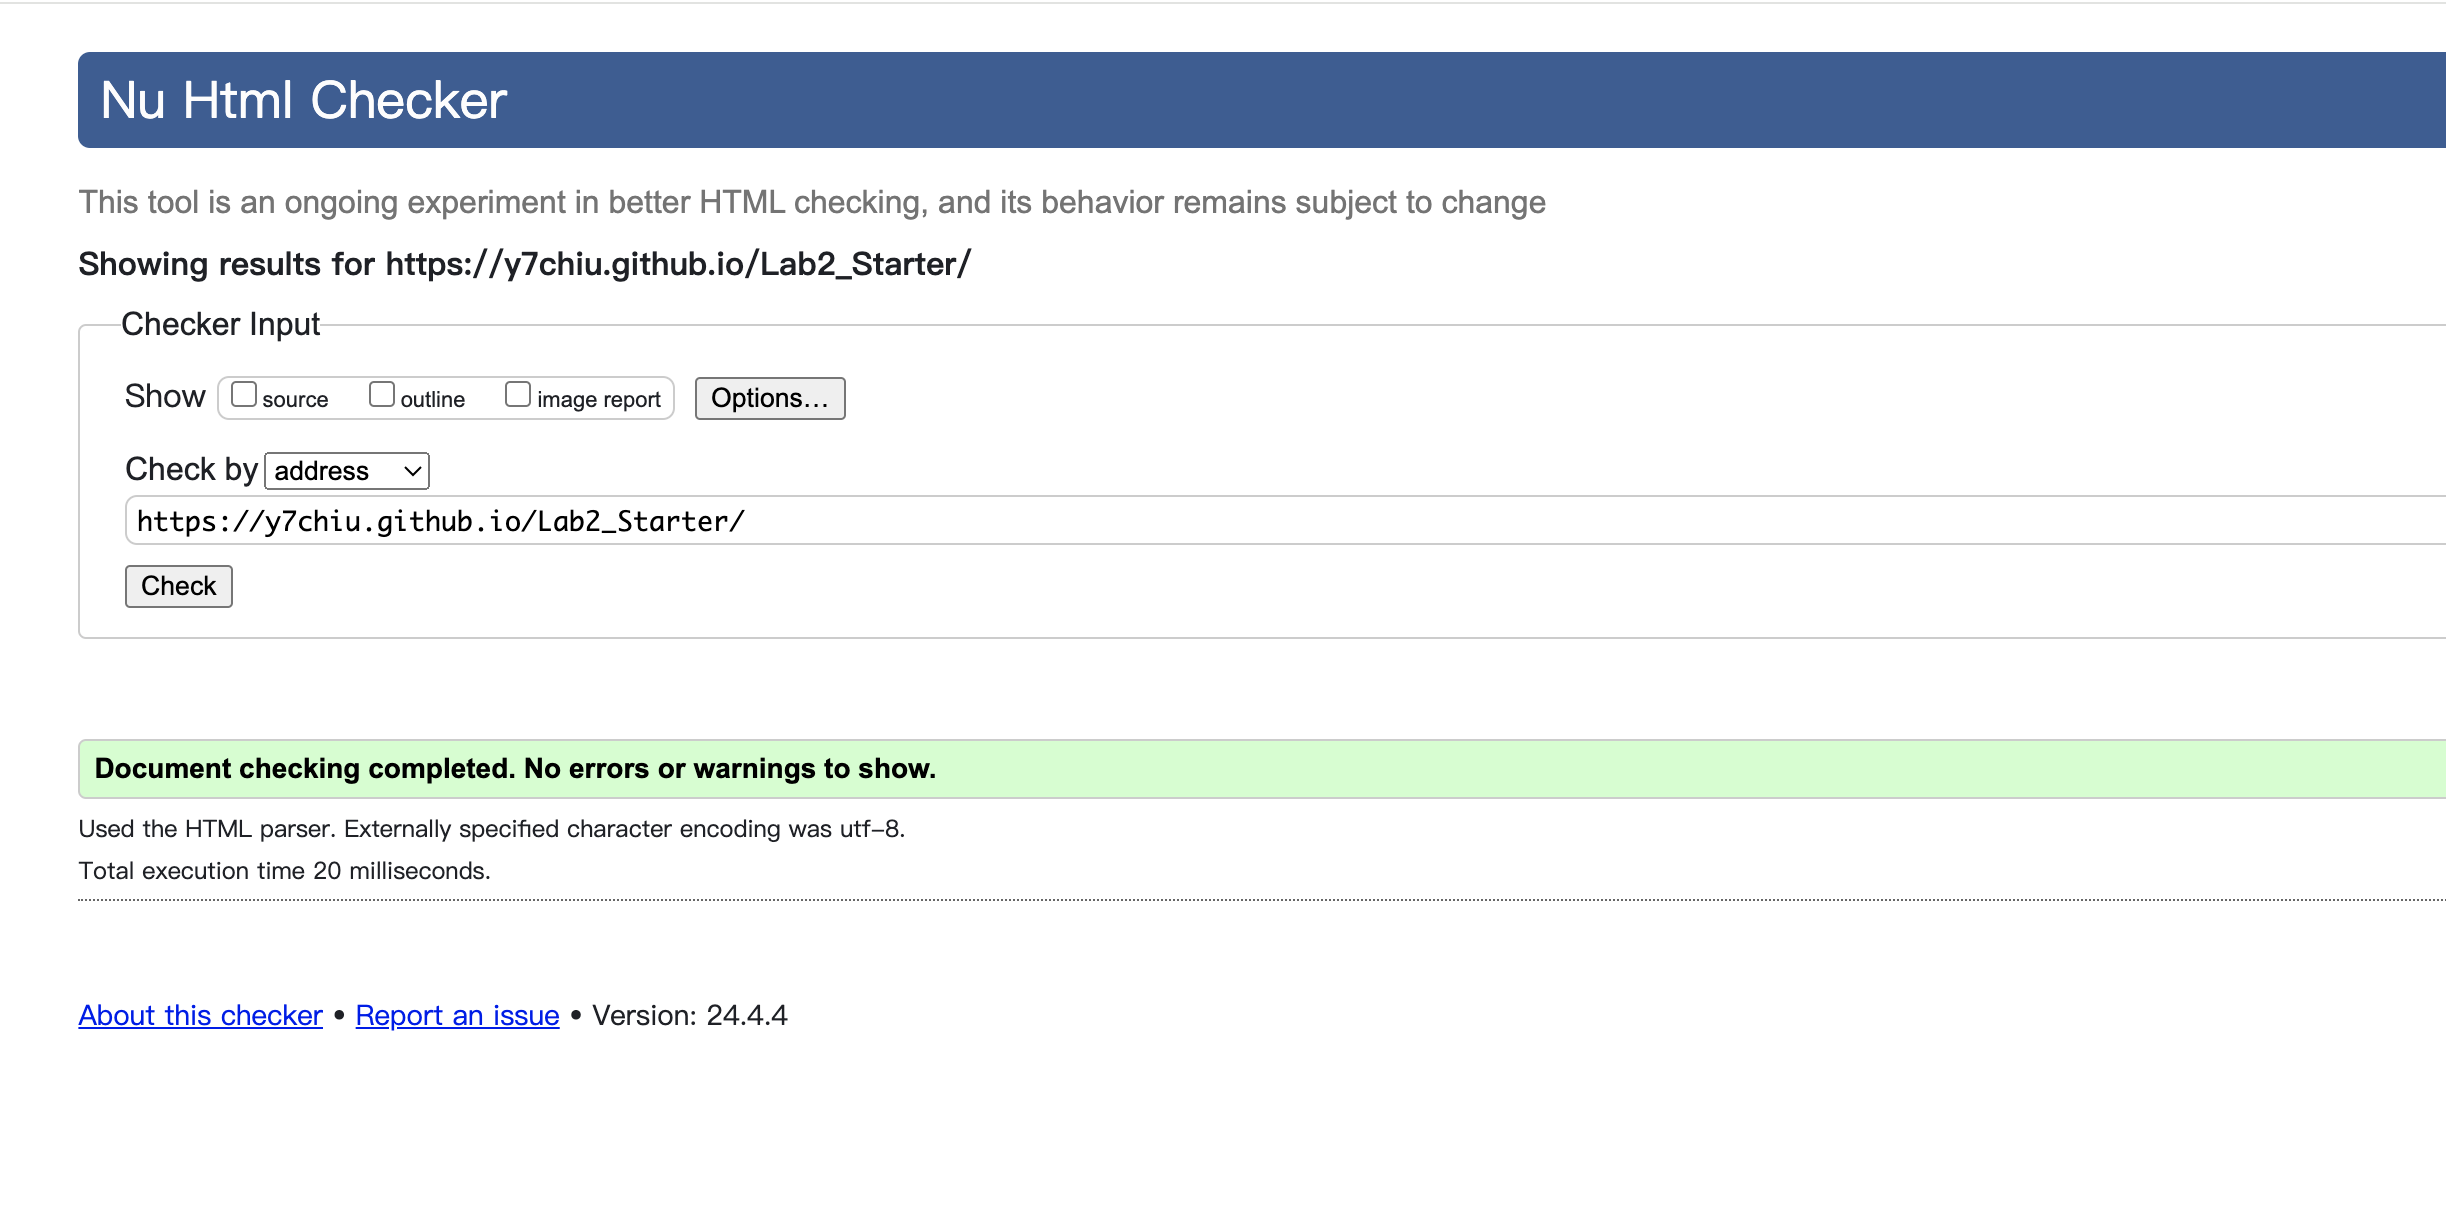 Nu Html Checker
This tool is an ongoing experiment in better HTML checking, and its behavior remains subject to change
Showing results for https://y7chiu.github.io/Lab2_Starter/
Checker Input
Show source outline image report Options…
Check by address
https://y7chiu.github.io/Lab2_Starter/
Check
Document checking completed. No errors or warnings to show.
Used the HTML parser. Externally specified character encoding was utf-8.
Total execution time 20 milliseconds.
About this checker • Report an issue • Version: 24.4.4